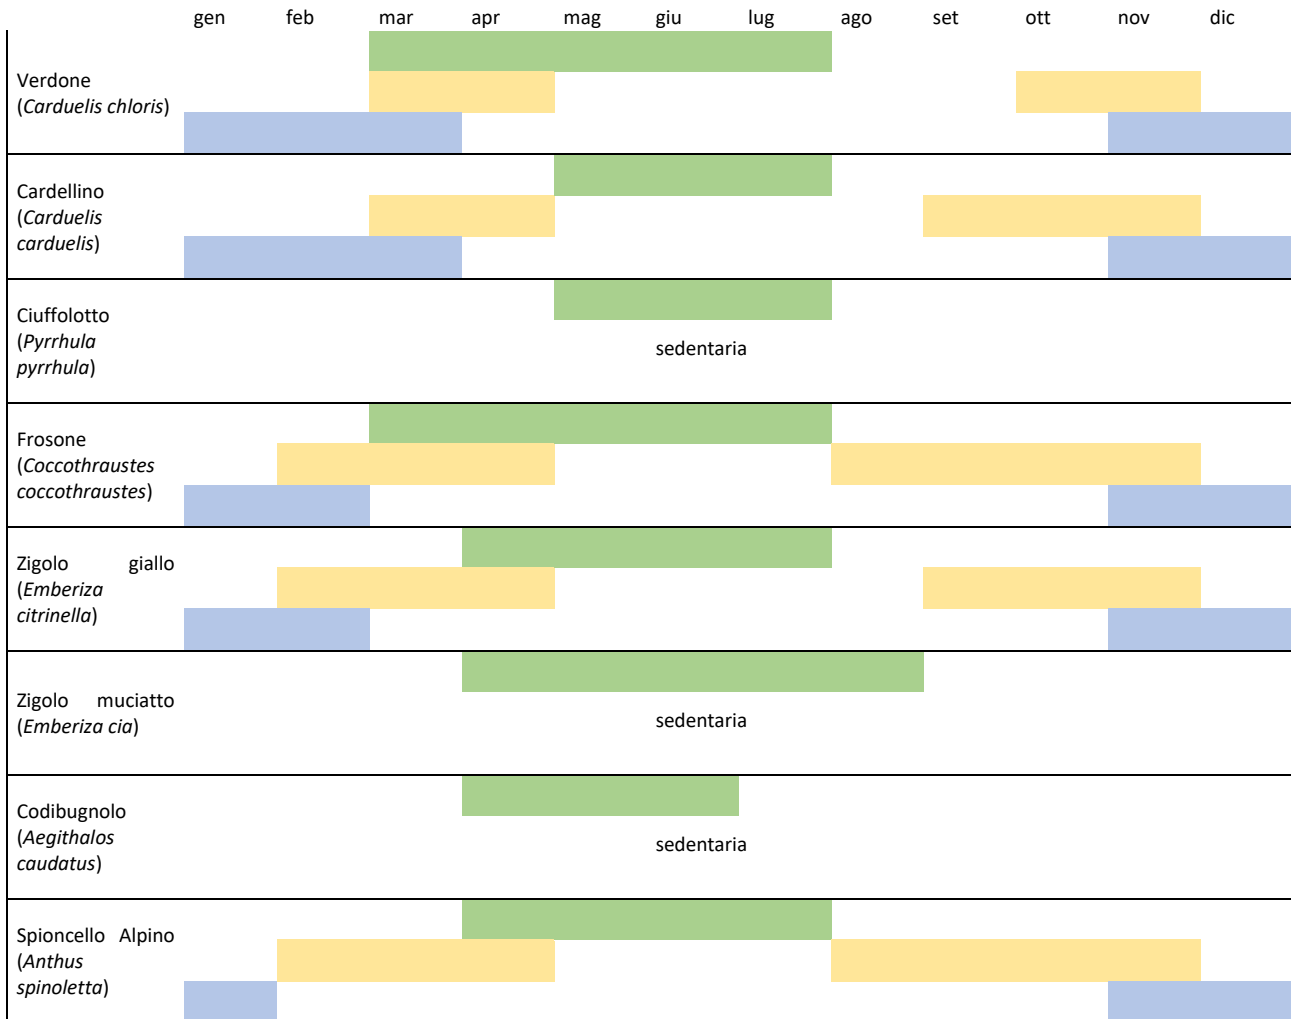 gen feb mar apr mag giu lug ago set ott nov dic
Verdone
(Carduelis chloris)
Cardellino
(Carduelis
carduelis)
Ciuffolotto
(Pyrrhula
pyrrhula)
sedentaria
Frosone
(Coccothraustes
coccothraustes)
Zigolo giallo
(Emberiza
citrinella)
Zigolo muciatto
(Emberiza cia)
sedentaria
Codibugnolo
(Aegithalos
caudatus)
sedentaria
Spioncello Alpino
(Anthus
spinoletta)